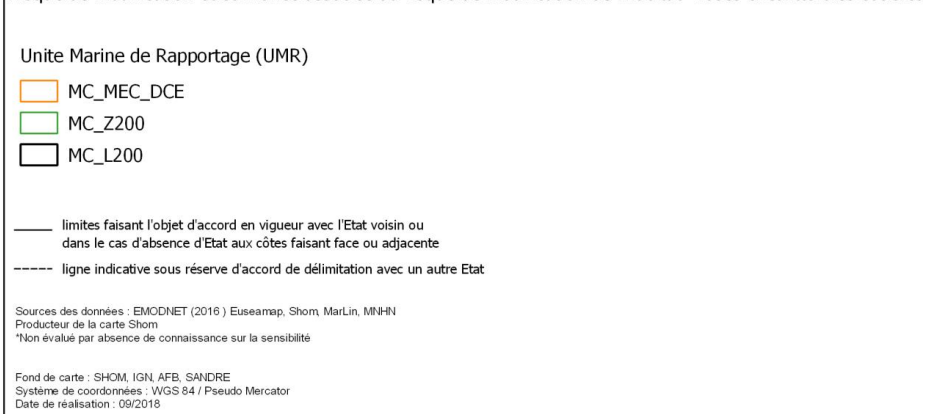 Unite Marine de Rapportage (UMR)
MC_MEC_DCE
MC_Z200
MC_L200
limites faisant l'objet d'accord en vigueur avec l'Etat voisin ou
dans le cas d'absence d'Etat aux côtes faisant face ou adjacente
ligne indicative sous réserve d'accord de délimitation avec un autre Etat
Sources des données : EMODNET (2016 ) Euseamap, Shom, MarLin, MNHN
Producteur de la carte Shom
*Non évalué par absence de connaissance sur la sensibilité
Fond de carte : SHOM, IGN, AFB, SANDRE
Système de coordonnées : WGS 84 / Pseudo Mercator
Date de réalisation : 09/2018